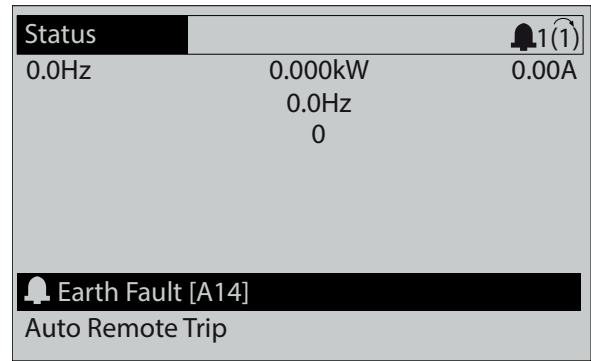 Status 1(1)
0.0Hz 0.000kW 0.00A
0.0Hz
0
Earth Fault [A14]
Auto Remote Trip